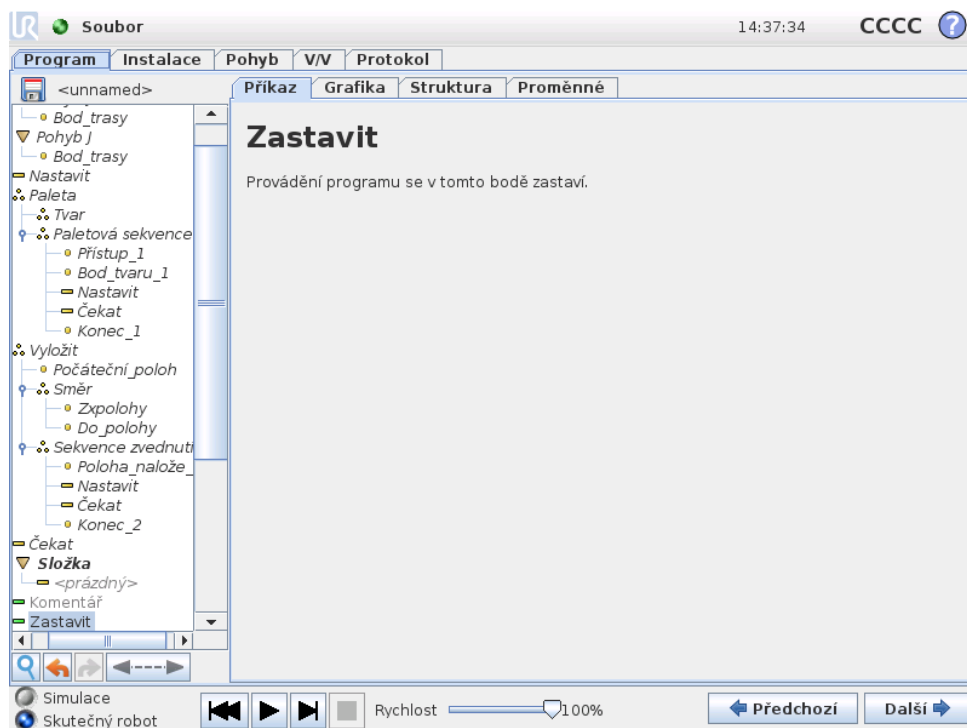 UR Soubor 14:37:34 CCCC ?
Program Instalace Pohyb V/V Protokol
<unnamed>
Příkaz Grafika Struktura Proměnné
Bod_trasy
Pohyb J
Bod_trasy
Nastavit
Paleta
Tvar
Paletová sekvence
Přístup_1
Bod_tvaru_1
Nastavit
Čekat
Konec_1
Vyložit
Počáteční_poloh
Směr
Zxpolohy
Do_polohy
Sekvence zvednuti
Poloha_nalože_
Nastavit
Čekat
Konec_2
Čekat
Složka
<prázdný>
Komentář
Zastavit
Zastavit
Provádění programu se v tomto bodě zastaví.
Simulace
Skutečný robot
Rychlost 100%
Předchozí Další